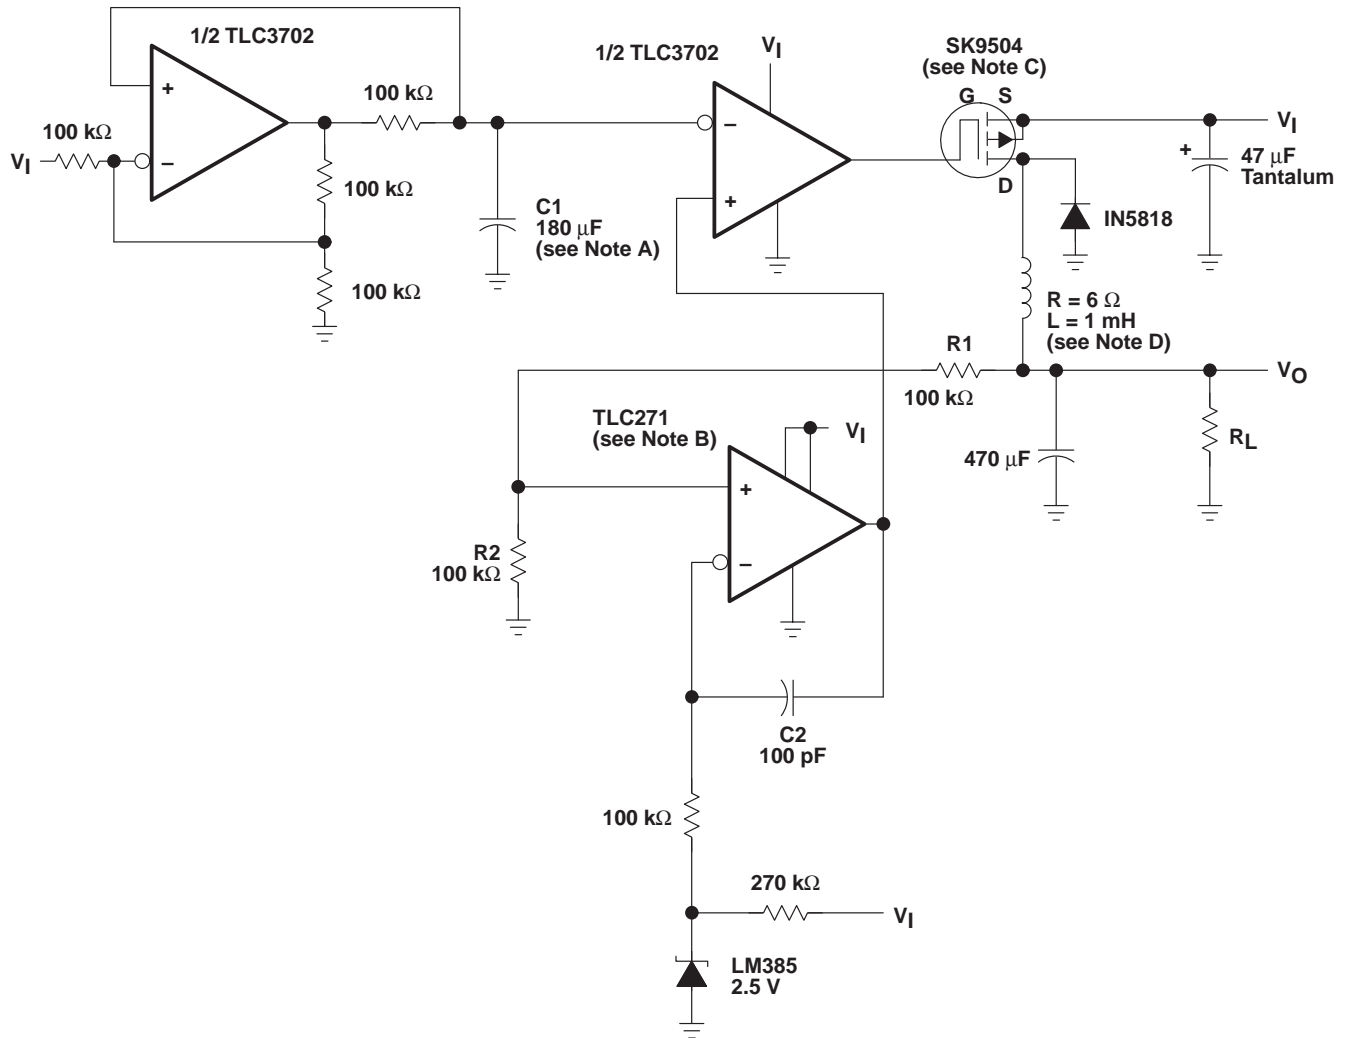 1/2 TLC3702
+
−
100 kΩ
VI
100 kΩ
100 kΩ
100 kΩ
C1
180 µF
(see Note A)
1/2 TLC3702
VI
−
+
SK9504
(see Note C)
G
S
D
VI
+
47 µF
Tantalum
IN5818
R = 6 Ω
L = 1 mH
(see Note D)
R1
100 kΩ
VO
470 µF
RL
TLC271
(see Note B)
VI
+
−
R2
100 kΩ
C2
100 pF
100 kΩ
270 kΩ
VI
LM385
2.5 V